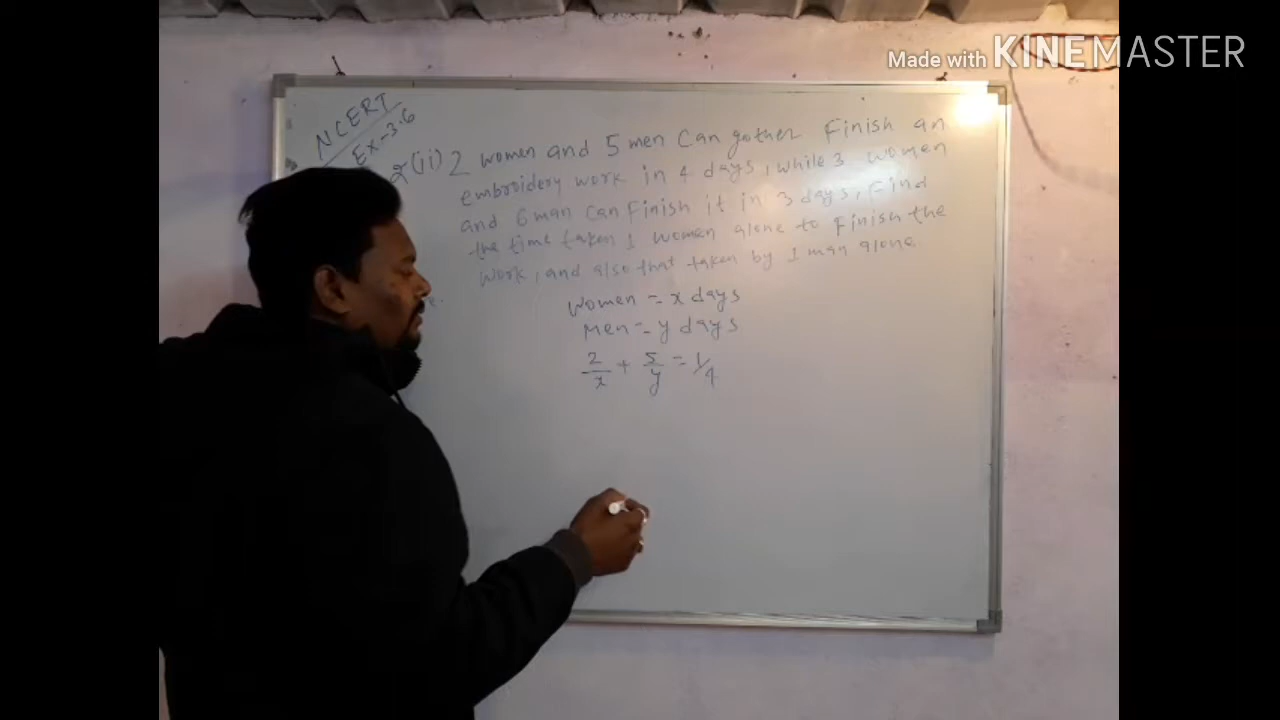 Made with KINEMASTER
NCERT
Ex-3.6
2(ii) 2 women and 5 men can gother Finish an
embroidery work in 4 days, while 3 women
and 6 man can Finish it in 3 days, Find
the time taken 1 women alone to Finish the
work, and also that taken by 1 man alone.
women = x days
Men = y days
2/x + 5/y = 1/4